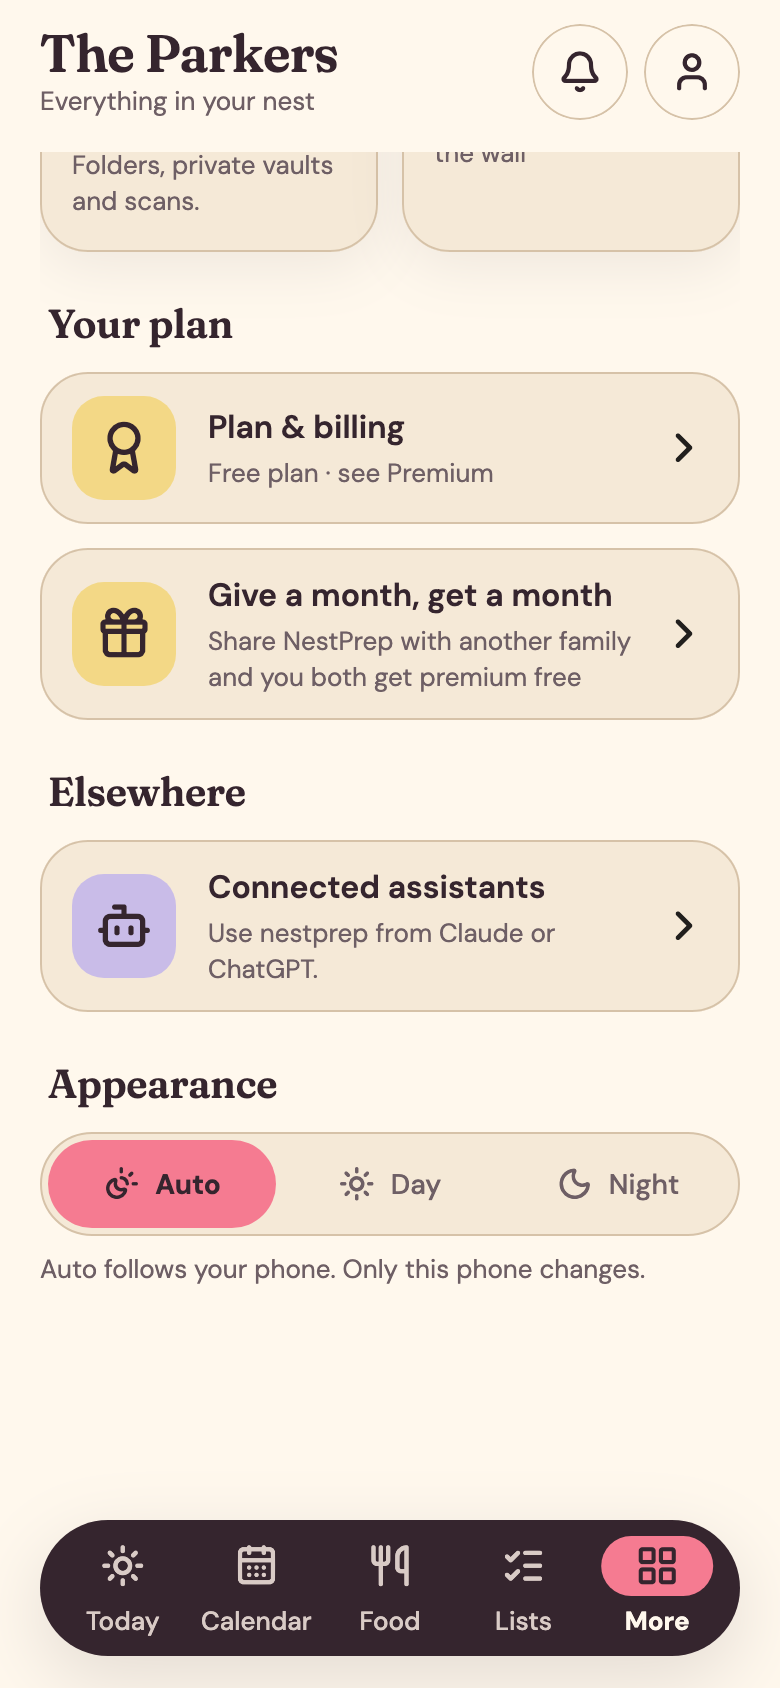 The Parkers
Everything in your nest
Folders, private vaults
and scans.
the wall
Your plan
Plan & billing
Free plan · see Premium
Give a month, get a month
Share NestPrep with another family
and you both get premium free
Elsewhere
Connected assistants
Use nestprep from Claude or
ChatGPT.
Appearance
Auto
Day
Night
Auto follows your phone. Only this phone changes.
Today
Calendar
Food
Lists
More